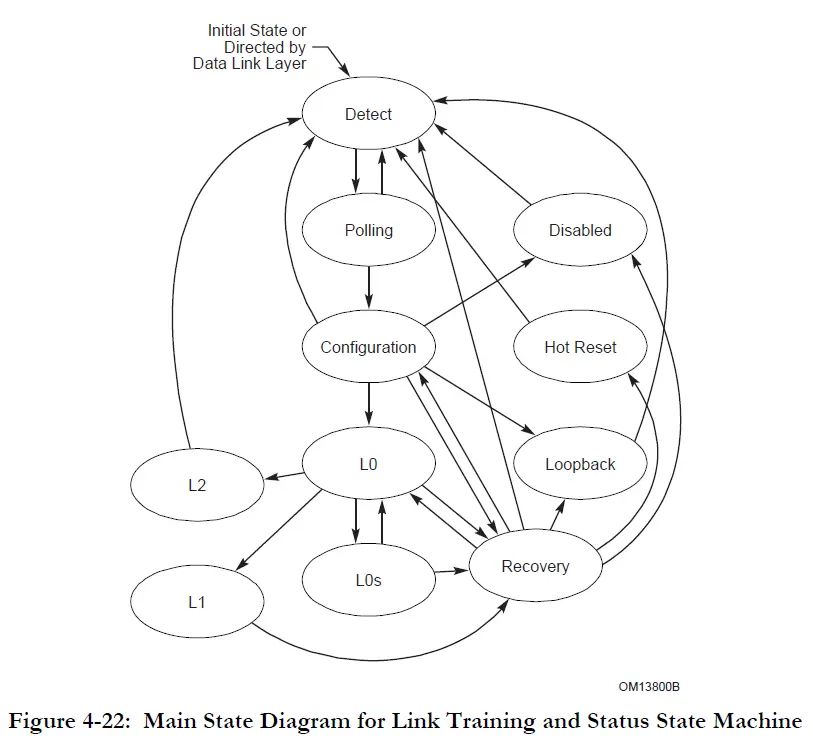 Initial State or
Directed by
Data Link Layer
Detect
Polling
Disabled
Configuration
Hot Reset
L0
Loopback
L2
Recovery
L0s
L1
OM13800B
Figure 4-22: Main State Diagram for Link Training and Status State Machine